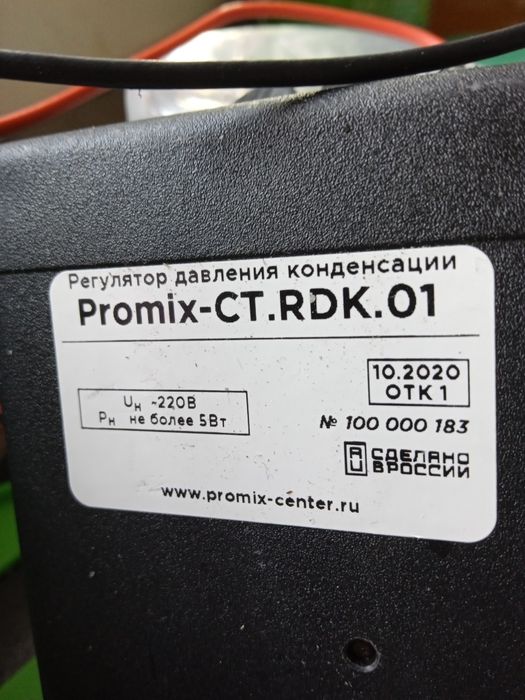 Регулятор давления конденсации
Promix-CT.RDK.01
10.2020
ОТК 1
Uн ~220В
Pн не более 5Вт
№ 100 000 183
СДЕЛАНО
В РОССИИ
www.promix-center.ru